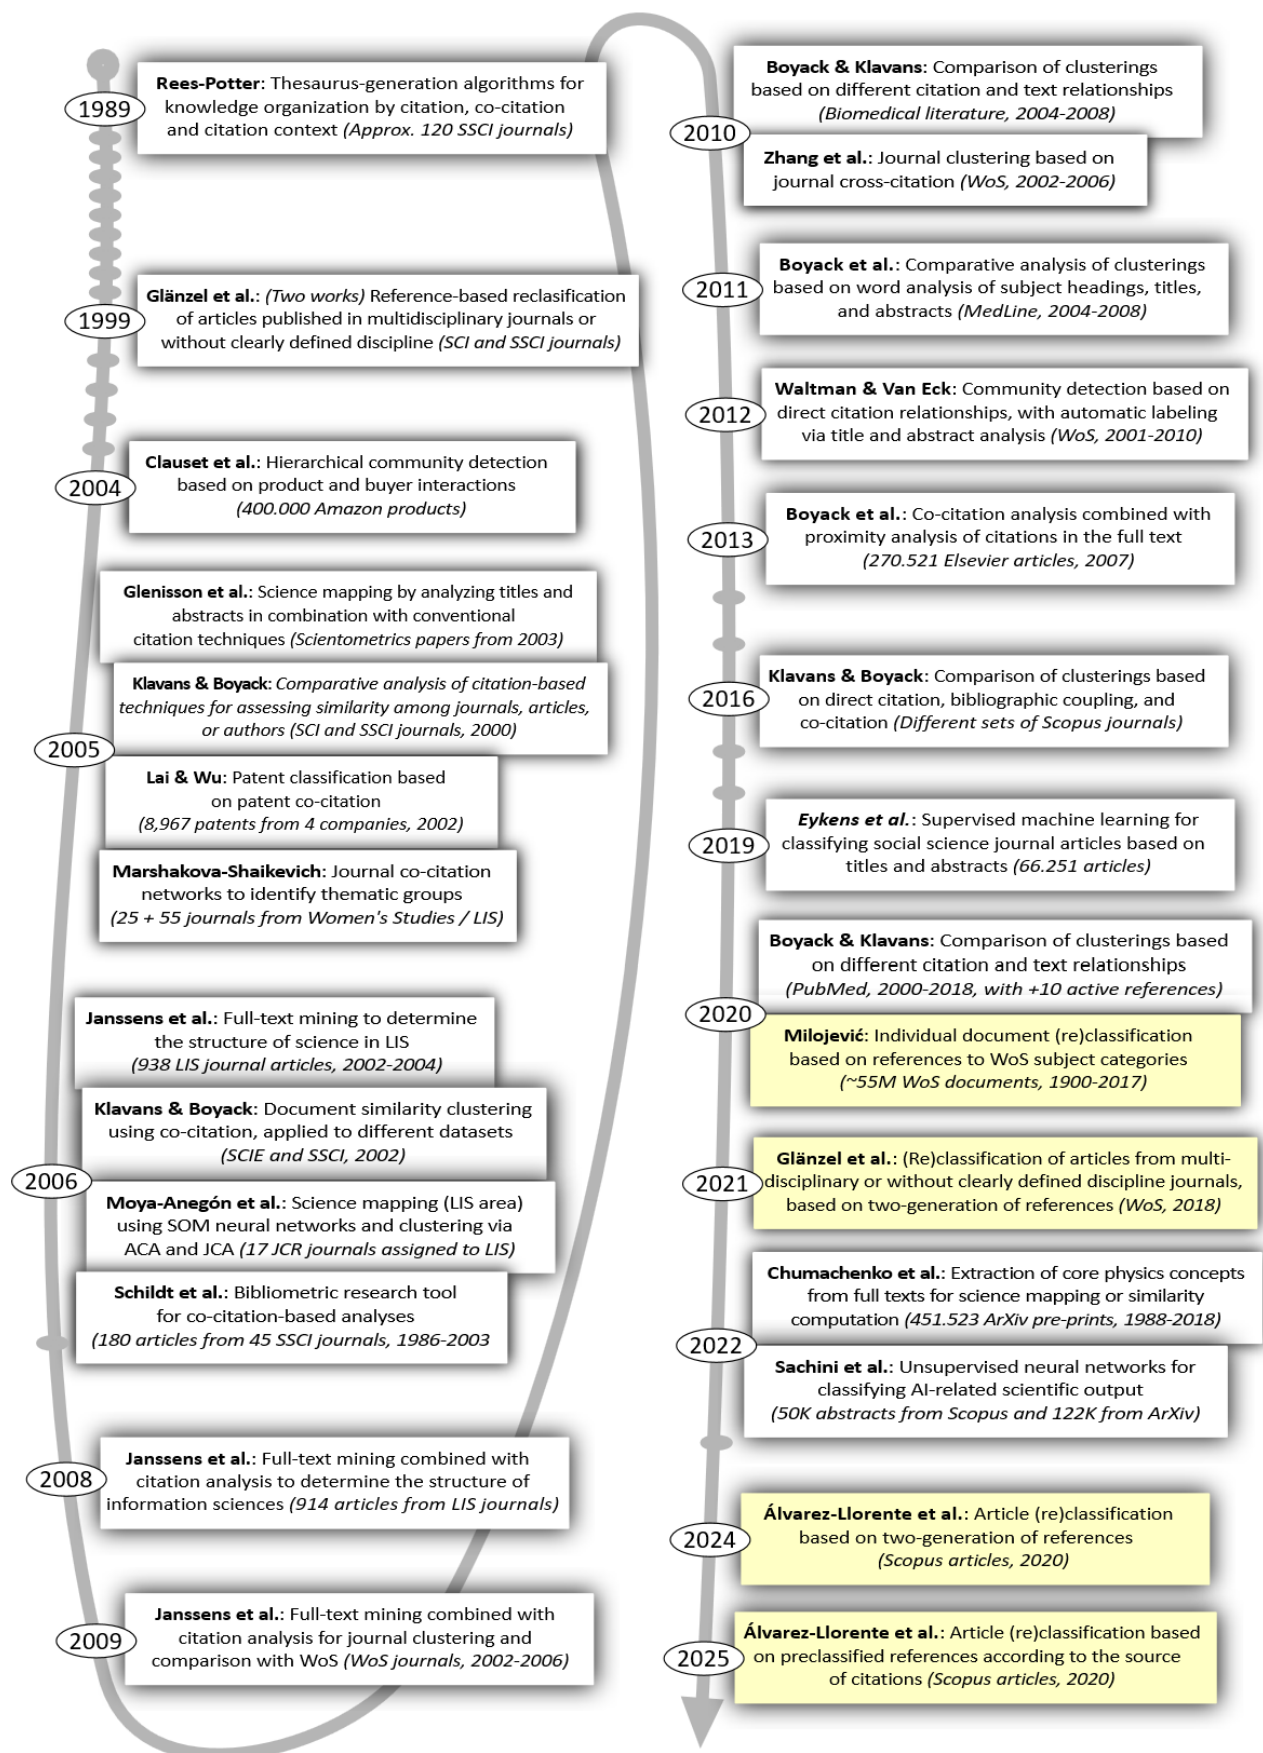 1989
Rees-Potter: Thesaurus-generation algorithms for
knowledge organization by citation, co-citation
and citation context (Approx. 120 SSCI journals)
1999
Glänzel et al.: (Two works) Reference-based reclasification
of articles published in multidisciplinary journals or
without clearly defined discipline (SCI and SSCI journals)
2004
Clauset et al.: Hierarchical community detection
based on product and buyer interactions
(400.000 Amazon products)
2005
Glenisson et al.: Science mapping by analyzing titles and
abstracts in combination with conventional
citation techniques (Scientometrics papers from 2003)
Klavans & Boyack: Comparative analysis of citation-based
techniques for assessing similarity among journals, articles,
or authors (SCI and SSCI journals, 2000)
Lai & Wu: Patent classification based
on patent co-citation
(8,967 patents from 4 companies, 2002)
Marshakova-Shaikevich: Journal co-citation
networks to identify thematic groups
(25 + 55 journals from Women's Studies / LIS)
2006
Janssens et al.: Full-text mining to determine
the structure of science in LIS
(938 LIS journal articles, 2002-2004)
Klavans & Boyack: Document similarity clustering
using co-citation, applied to different datasets
(SCIE and SSCI, 2002)
Moya-Anegón et al.: Science mapping (LIS area)
using SOM neural networks and clustering via
ACA and JCA (17 JCR journals assigned to LIS)
Schildt et al.: Bibliometric research tool
for co-citation-based analyses
(180 articles from 45 SSCI journals, 1986-2003
2008
Janssens et al.: Full-text mining combined with
citation analysis to determine the structure of
information sciences (914 articles from LIS journals)
2009
Janssens et al.: Full-text mining combined with
citation analysis for journal clustering and
comparison with WoS (WoS journals, 2002-2006)
2010
Boyack & Klavans: Comparison of clusterings
based on different citation and text relationships
(Biomedical literature, 2004-2008)
Zhang et al.: Journal clustering based on
journal cross-citation (WoS, 2002-2006)
2011
Boyack et al.: Comparative analysis of clusterings
based on word analysis of subject headings, titles,
and abstracts (MedLine, 2004-2008)
2012
Waltman & Van Eck: Community detection based on
direct citation relationships, with automatic labeling
via title and abstract analysis (WoS, 2001-2010)
2013
Boyack et al.: Co-citation analysis combined with
proximity analysis of citations in the full text
(270.521 Elsevier articles, 2007)
2016
Klavans & Boyack: Comparison of clusterings based
on direct citation, bibliographic coupling, and
co-citation (Different sets of Scopus journals)
2019
Eykens et al.: Supervised machine learning for
classifying social science journal articles based on
titles and abstracts (66.251 articles)
2020
Boyack & Klavans: Comparison of clusterings based
on different citation and text relationships
(PubMed, 2000-2018, with +10 active references)
Milojević: Individual document (re)classification
based on references to WoS subject categories
(~55M WoS documents, 1900-2017)
2021
Glänzel et al.: (Re)classification of articles from multi-
disciplinary or without clearly defined discipline journals,
based on two-generation of references (WoS, 2018)
2022
Chumachenko et al.: Extraction of core physics concepts
from full texts for science mapping or similarity
computation (451.523 ArXiv pre-prints, 1988-2018)
Sachini et al.: Unsupervised neural networks for
classifying AI-related scientific output
(50K abstracts from Scopus and 122K from ArXiv)
2024
Álvarez-Llorente et al.: Article (re)classification
based on two-generation of references
(Scopus articles, 2020)
2025
Álvarez-Llorente et al.: Article (re)classification based
on preclassified references according to the source
of citations (Scopus articles, 2020)